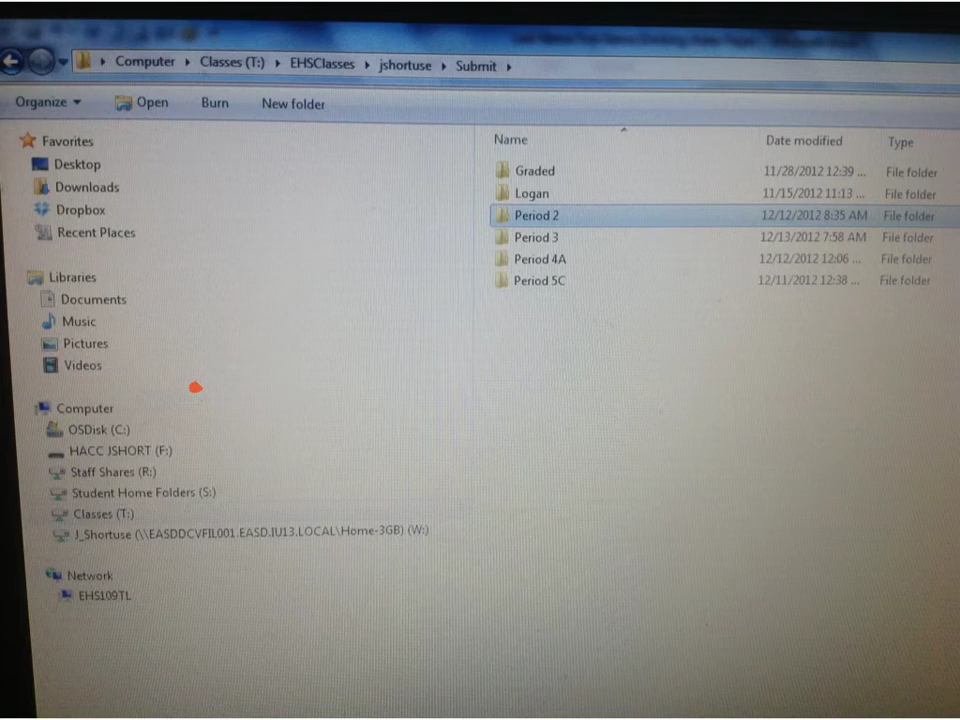 Computer Classes (T:) EHSClasses jshortuse Submit
Organize Open Burn New folder
Favorites
Desktop
Downloads
Dropbox
Recent Places
Libraries
Documents
Music
Pictures
Videos
Computer
OSDisk (C:)
HACC JSHORT (F:)
Staff Shares (R:)
Student Home Folders (S:)
Classes (T:)
J_Shortuse (\\EASDDCVFIL001.EASD.IU13.LOCAL\Home-3GB) (W:)
Network
EHS109TL
Name Date modified Type
Graded 11/28/2012 12:39 ... File folder
Logan 11/15/2012 11:13 ... File folder
Period 2 12/12/2012 8:35 AM File folder
Period 3 12/13/2012 7:58 AM File folder
Period 4A 12/12/2012 12:06 ... File folder
Period 5C 12/11/2012 12:38 ... File folder